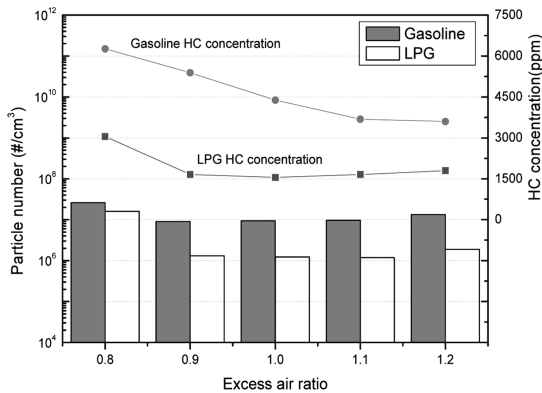 10^12
10^10
10^8
10^6
10^4
Particle number (#/cm^3)
Gasoline HC concentration
LPG HC concentration
Gasoline
LPG
7500
6000
4500
3000
1500
0
HC concentration(ppm)
0.8 0.9 1.0 1.1 1.2
Excess air ratio